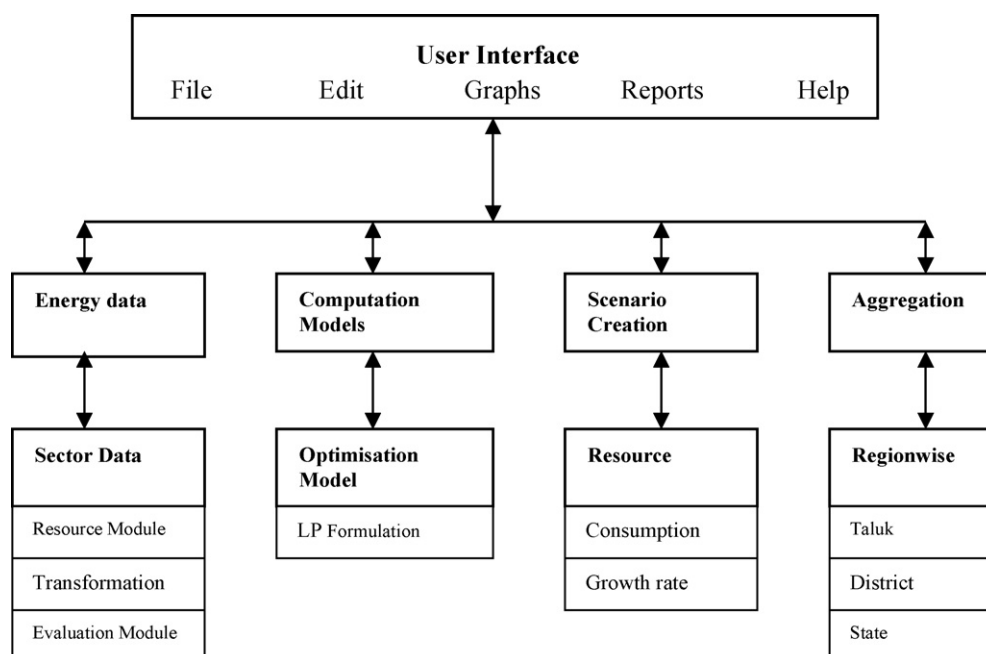 User Interface
File Edit Graphs Reports Help
Energy data
Computation
Models
Scenario
Creation
Aggregation
Sector Data
Resource Module
Transformation
Evaluation Module
Optimisation
Model
LP Formulation
Resource
Consumption
Growth rate
Regionwise
Taluk
District
State